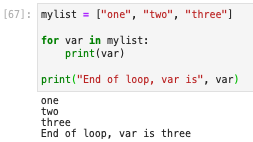 [67]: mylist = ["one", "two", "three"]
for var in mylist:
    print(var)
print("End of loop, var is", var)
one
two
three
End of loop, var is three